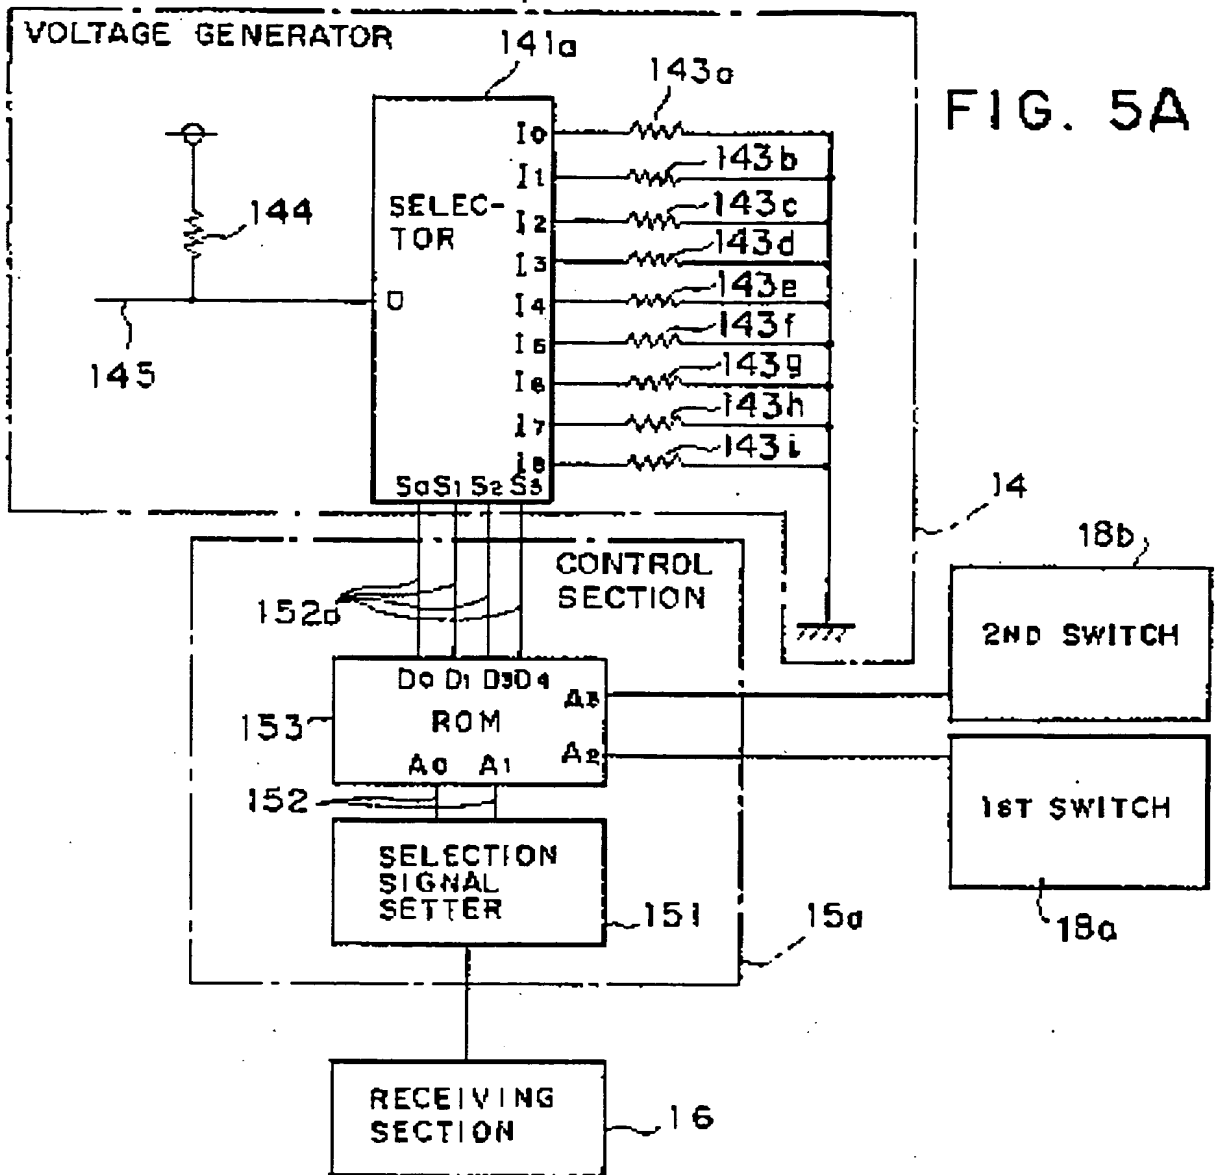 VOLTAGE GENERATOR
141a
143a
FIG. 5A
I0
I1
143b
144
SELEC-
TOR
I2
143c
I3
143d
I4
143e
I5
143f
145
I6
143g
I7
143h
I8
143i
S0 S1 S2 S3
14
CONTROL
SECTION
18b
152a
2ND SWITCH
D0 D1 D3 D4
A3
153
ROM
A2
A0 A1
152
1ST SWITCH
SELECTION
SIGNAL
SETTER
151
15a
18a
RECEIVING
SECTION
16